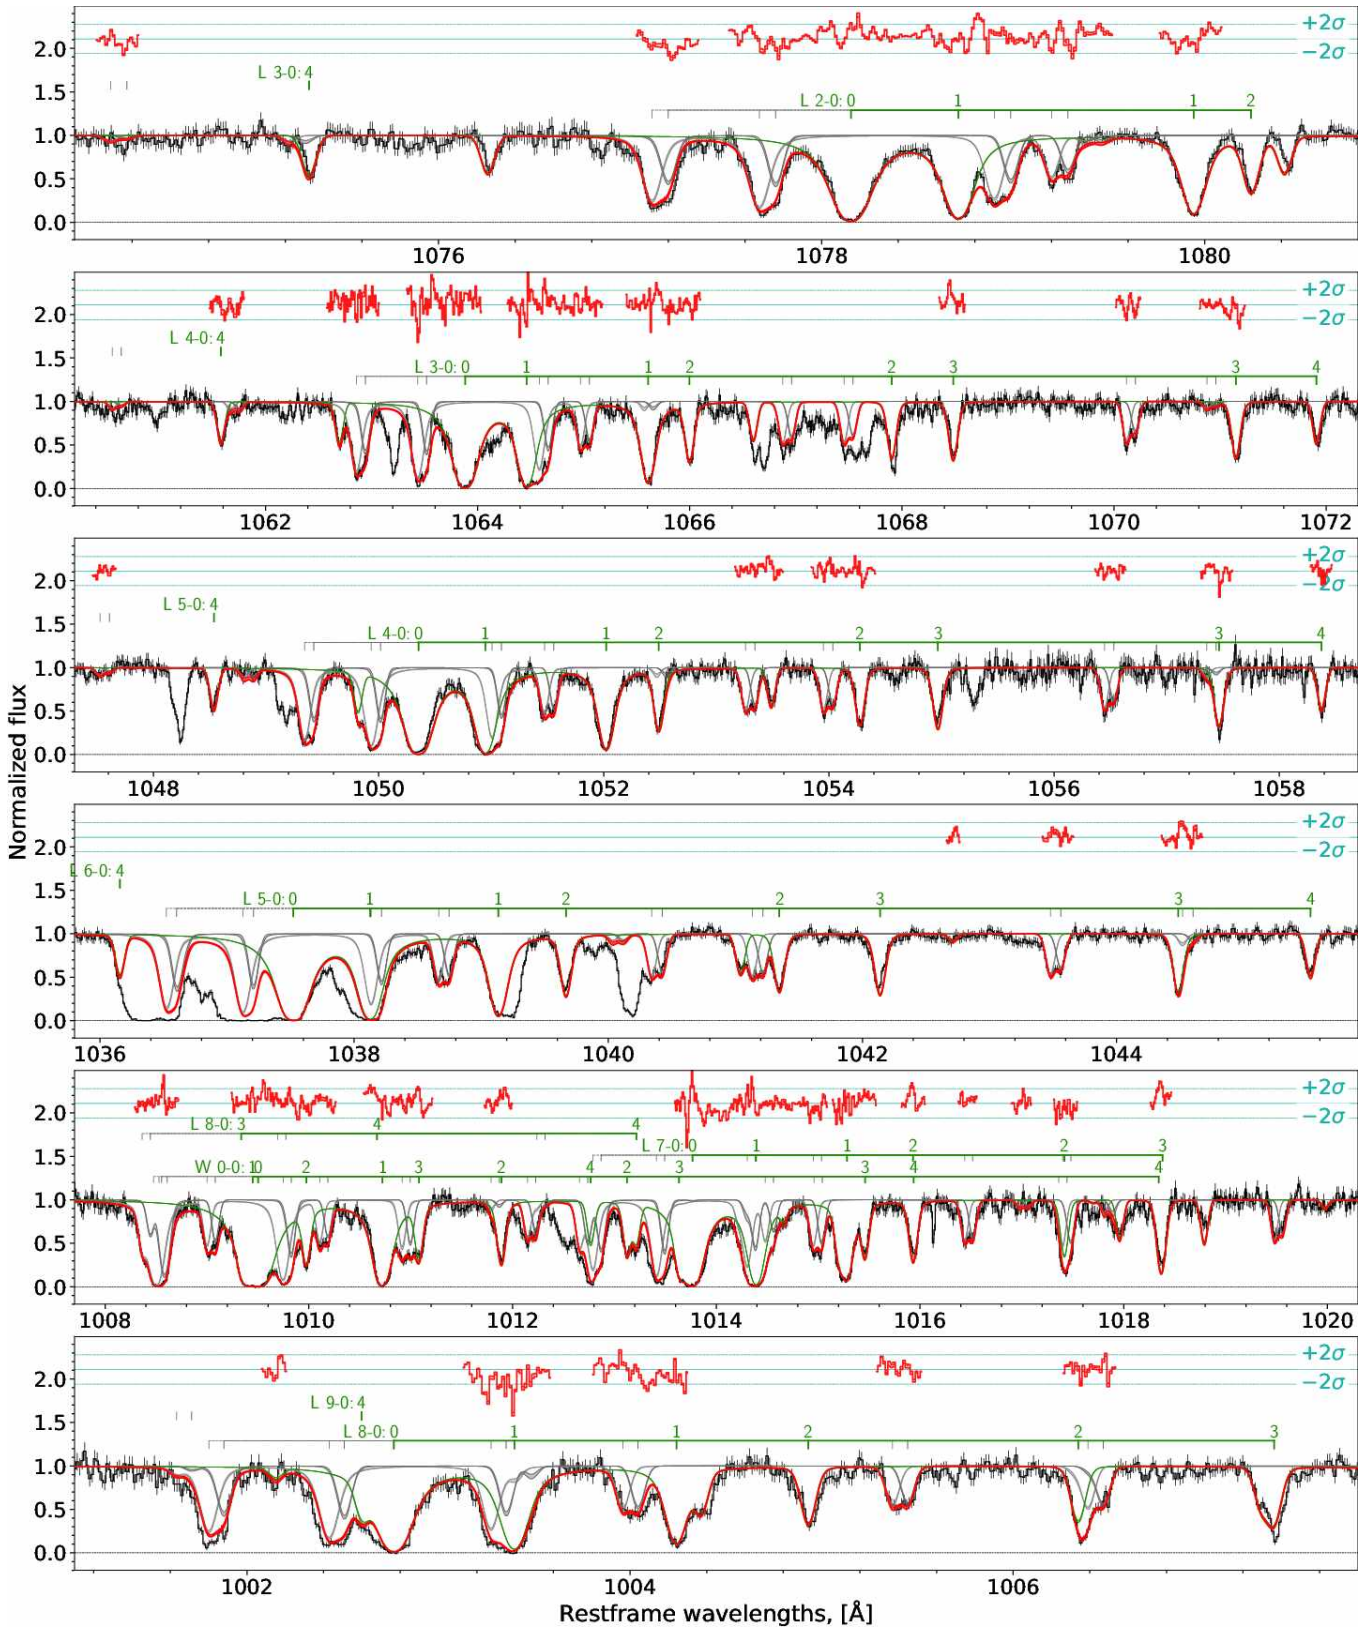 +2σ
2.0
−2σ
L 3-0: 4
1.5
L 2-0: 0 1 1 2
1.0
0.5
0.0
1076 1078 1080
+2σ
2.0
−2σ
L 4-0: 4
1.5
L 3-0: 0 1 1 2 2 3 3 4
1.0
0.5
0.0
1062 1064 1066 1068 1070 1072
+2σ
2.0
−2σ
L 5-0: 4
1.5
L 4-0: 0 1 1 2 2 3 3 4
1.0
0.5
0.0
1048 1050 1052 1054 1056 1058
Normalized flux
+2σ
2.0
−2σ
L 6-0: 4
1.5
L 5-0: 0 1 1 2 2 3 3 4
1.0
0.5
0.0
1036 1038 1040 1042 1044
+2σ
2.0
−2σ
L 8-0: 3 4 4
L 7-0: 0 1 1 2 2 3
1.5
W 0-0: 1 0 2 1 3 2 4 2 3 3 4 4
1.0
0.5
0.0
1008 1010 1012 1014 1016 1018 1020
+2σ
2.0
−2σ
L 9-0: 4
1.5
L 8-0: 0 1 1 2 2 3
1.0
0.5
0.0
1002 1004 1006
Restframe wavelengths, [Å]